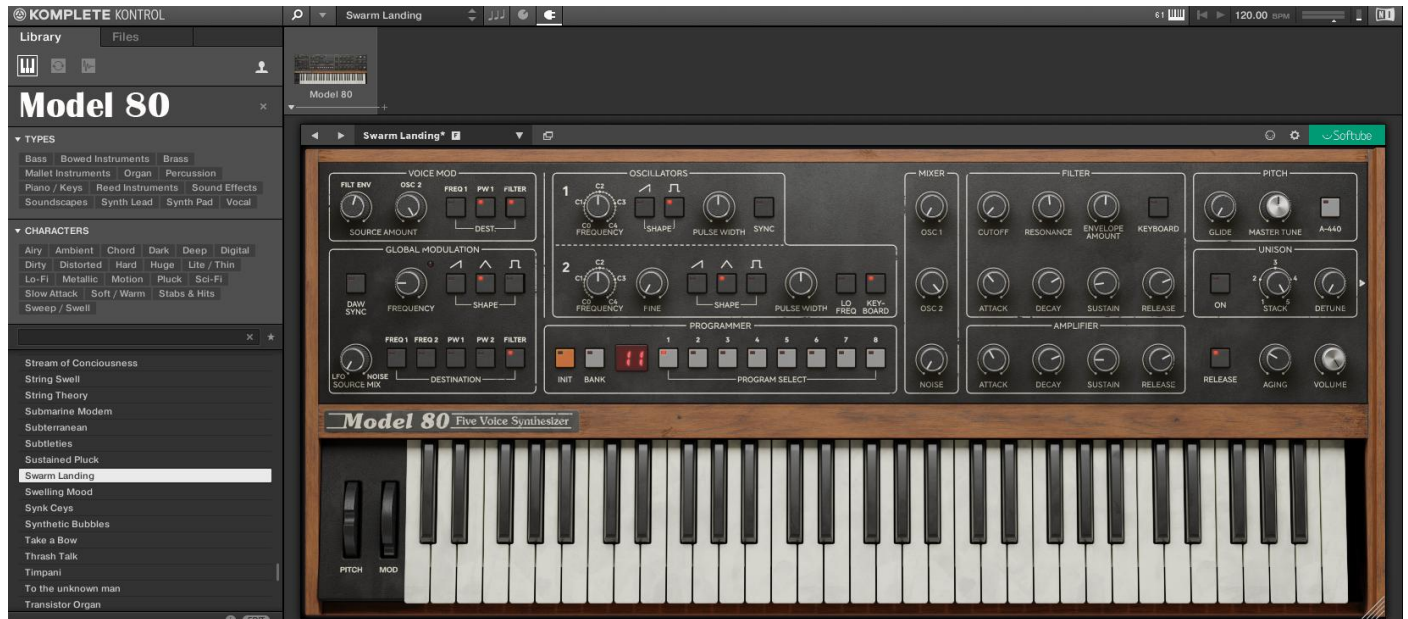 KOMPLETE KONTROL
Swarm Landing
61
120.00 BPM
Library Files
Model 80
Model 80
TYPES
Bass Bowed Instruments Brass
Mallet Instruments Organ Percussion
Piano / Keys Reed Instruments Sound Effects
Soundscapes Synth Lead Synth Pad Vocal
CHARACTERS
Airy Ambient Chord Dark Deep Digital
Dirty Distorted Hard Huge Lite / Thin
Lo-Fi Metallic Motion Pluck Sci-Fi
Slow Attack Soft / Warm Stabs & Hits
Sweep / Swell
Stream of Conciousness
String Swell
String Theory
Submarine Modem
Subterranean
Subtleties
Sustained Pluck
Swarm Landing
Swelling Mood
Synk Ceys
Synthetic Bubbles
Take a Bow
Thrash Talk
Timpani
To the unknown man
Transistor Organ
Swarm Landing* F
Softube
VOICE MOD
FILT ENV OSC 2 FREQ 1 PW 1 FILTER
SOURCE AMOUNT DEST.
GLOBAL MODULATION
DAW SYNC
FREQUENCY
SHAPE
FREQ 1 FREQ 2 PW 1 PW 2 FILTER
LFO NOISE
SOURCE MIX
DESTINATION
OSCILLATORS
1
C2
C1 C3
C0 C4
FREQUENCY
SHAPE
PULSE WIDTH
SYNC
2
C2
C1 C3
C0 C4
FREQUENCY
FINE
SHAPE
PULSE WIDTH
LO FREQ
KEY-BOARD
PROGRAMMER
1 2 3 4 5 6 7 8
11
INIT BANK PROGRAM SELECT
MIXER
OSC 1
OSC 2
NOISE
FILTER
CUTOFF RESONANCE ENVELOPE AMOUNT KEYBOARD
ATTACK DECAY SUSTAIN RELEASE
AMPLIFIER
ATTACK DECAY SUSTAIN RELEASE
PITCH
GLIDE MASTER TUNE A-440
UNISON
3
2 4
1 5
ON STACK DETUNE
RELEASE AGING VOLUME
Model 80 Five Voice Synthesizer
PITCH MOD